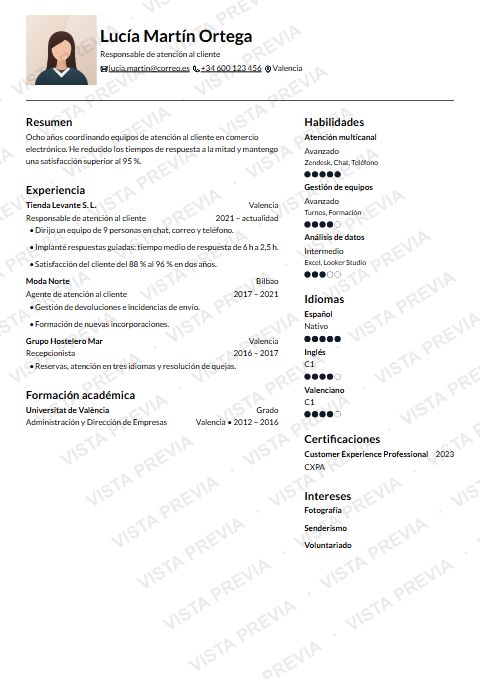 Lucía Martín Ortega
Responsable de atención al cliente
lucia.martin@correo.es +34 600 123 456 Valencia
Resumen
Ocho años coordinando equipos de atención al cliente en comercio
electrónico. He reducido los tiempos de respuesta a la mitad y mantengo
una satisfacción superior al 95 %.
Experiencia
Tienda Levante S. L. Valencia
Responsable de atención al cliente 2021 – actualidad
• Dirijo un equipo de 9 personas en chat, correo y teléfono.
• Implanté respuestas guiadas: tiempo medio de respuesta de 6 h a 2,5 h.
• Satisfacción del 88 % al 96 % en dos años.
Moda Norte Bilbao
Agente de atención al cliente 2017 – 2021
• Gestión de devoluciones e incidencias de envío.
• Formación de nuevas incorporaciones.
Grupo Hostelero Mar Valencia
Recepcionista 2016 – 2017
• Reservas, atención en tres idiomas y resolución de quejas.
Formación académica
Universitat de València Grado
Administración y Dirección de Empresas Valencia • 2012 – 2016
Habilidades
Atención multicanal
Avanzado
Zendesk, Chat, Teléfono
Gestión de equipos
Avanzado
Turnos, Formación
Análisis de datos
Intermedio
Excel, Looker Studio
Idiomas
Español
Nativo
Inglés
C1
Valenciano
C1
Certificaciones
Customer Experience Professional 2023
CXPA
Intereses
Fotografía
Senderismo
Voluntariado
VISTA PREVIA · VISTA PREVIA · VISTA PREVIA